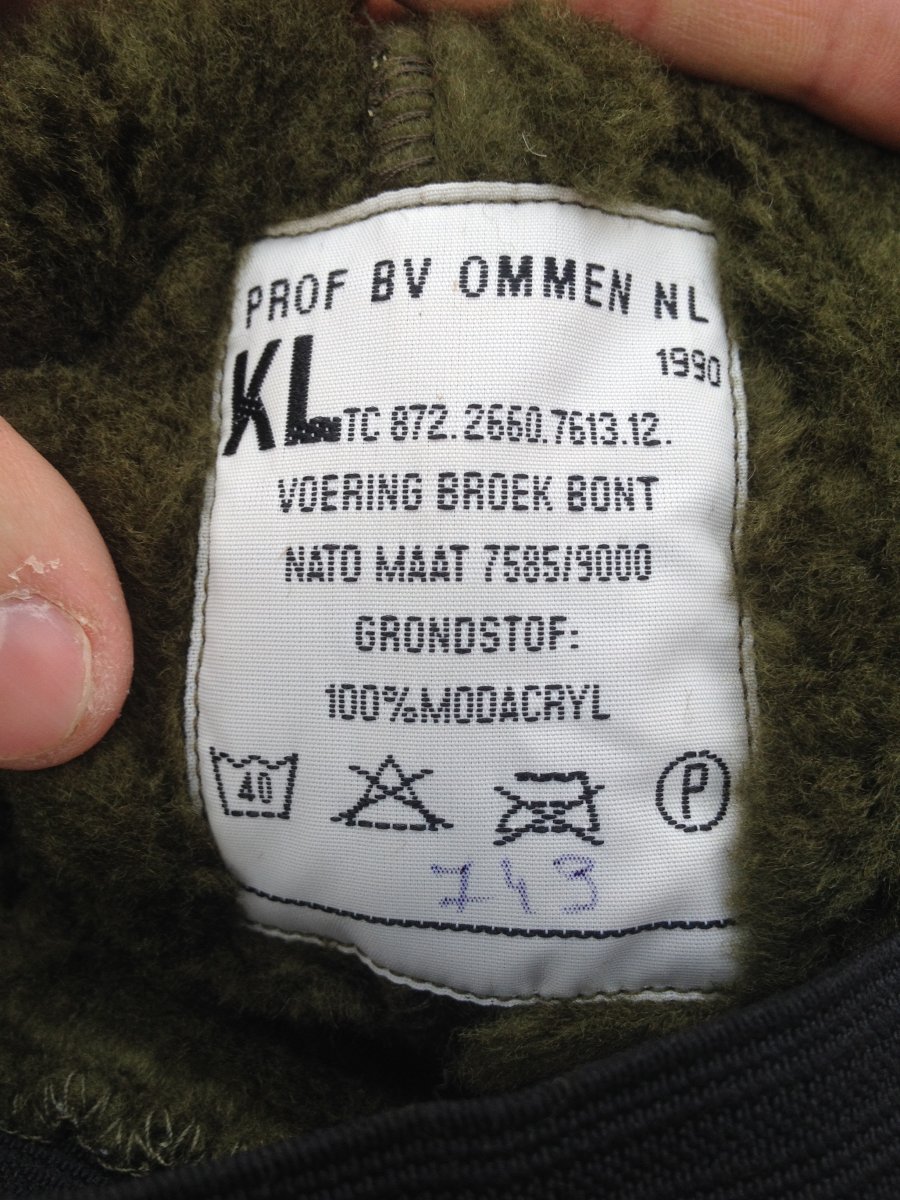 PROF BV OMMEN NL
1990
KL TC 872.2660.7613.12.
VOERING BROEK BONT
NATO MAAT 7585/9000
GRONDSTOF:
100%MODACRYL
40 P
743